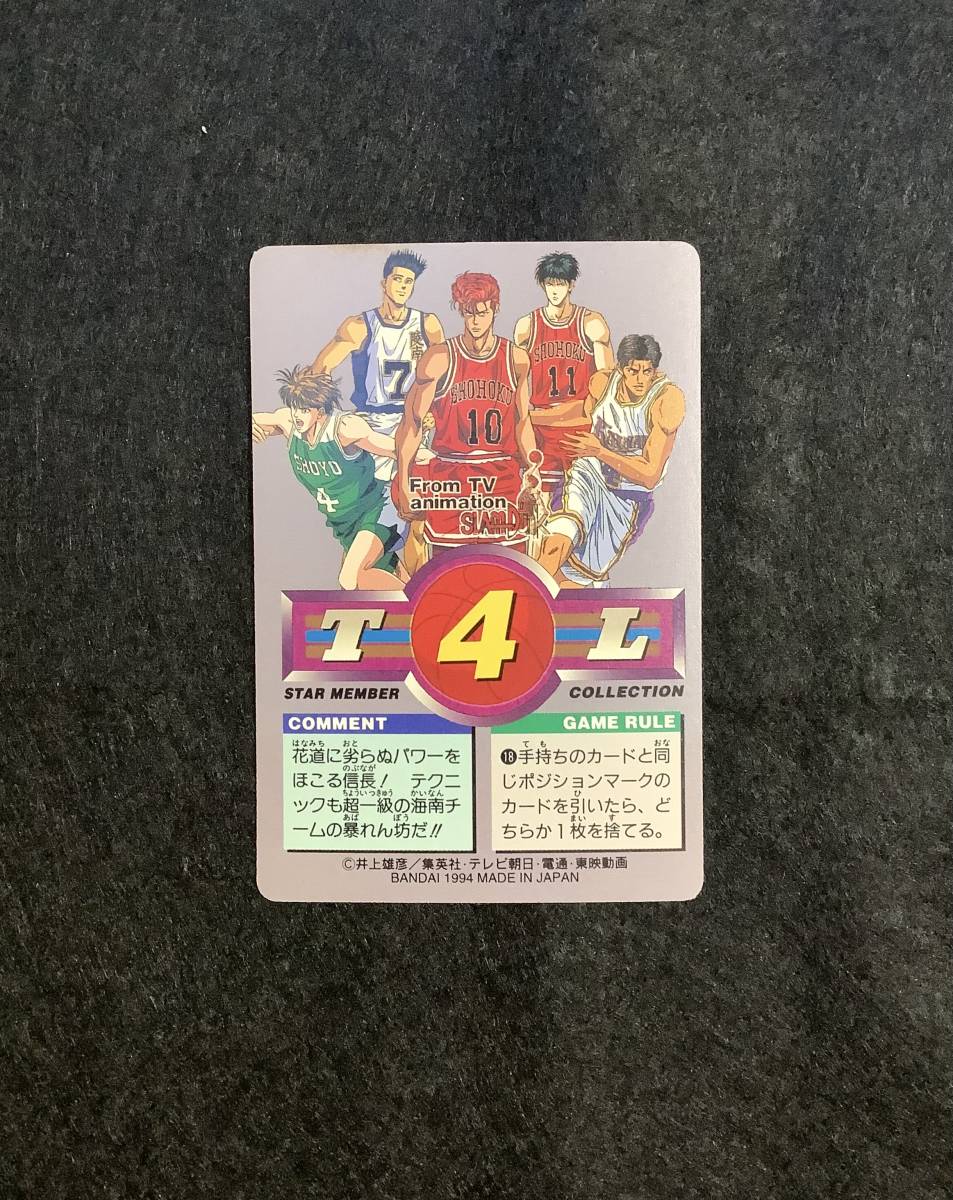 陵南
7
SHOHOKU
10
SHOHOKU
11
SHOYO
4
From TV
animation
SLAM DUNK
T 4 L
STAR MEMBER
COLLECTION
COMMENT
花道に劣らぬパワーを
ほこる信長! テクニ
ックも超一級の海南チ
ームの暴れん坊だ!!
GAME RULE
⓲手持ちのカードと同
じポジションマークの
カードを引いたら、ど
ちらか1枚を捨てる。
©井上雄彦/集英社・テレビ朝日・電通・東映動画
BANDAI 1994 MADE IN JAPAN